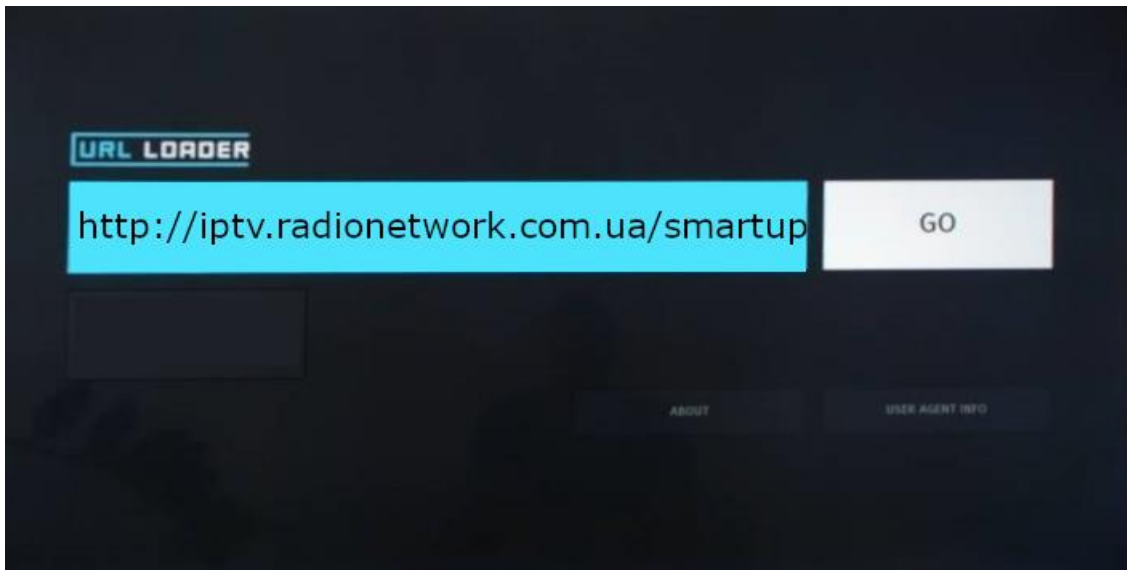 URL LOADER
http://iptv.radionetwork.com.ua/smartup
GO
ABOUT
USER AGENT INFO